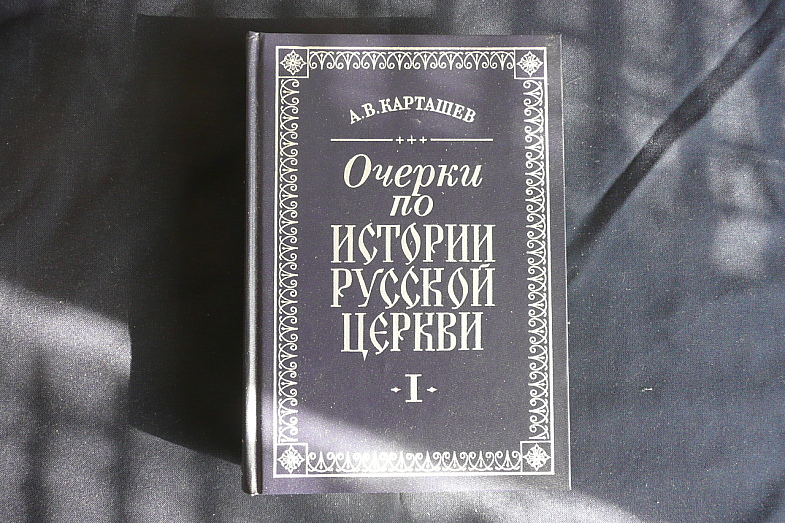 А.В.КАРТАШЕВ
Очерки
по
ИСТОРИИ
РУССКОЙ
ЦЕРКВИ
I